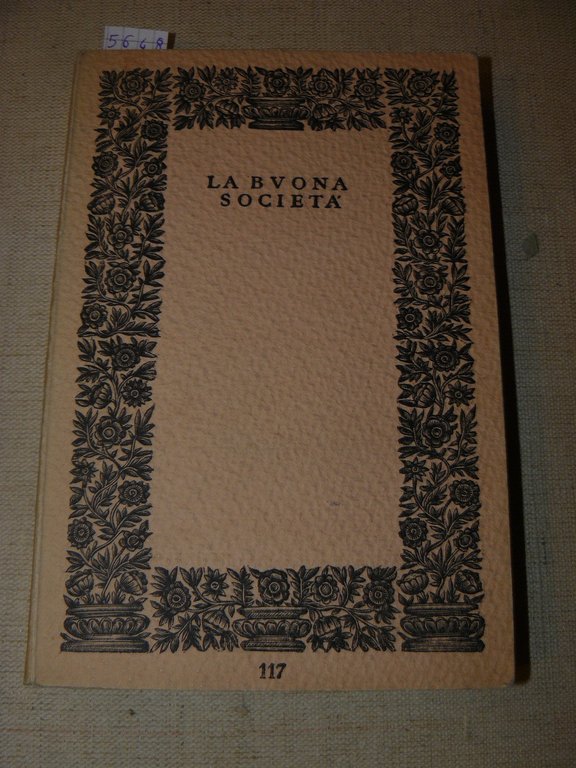 5668
LA BVONA
SOCIETÀ
117